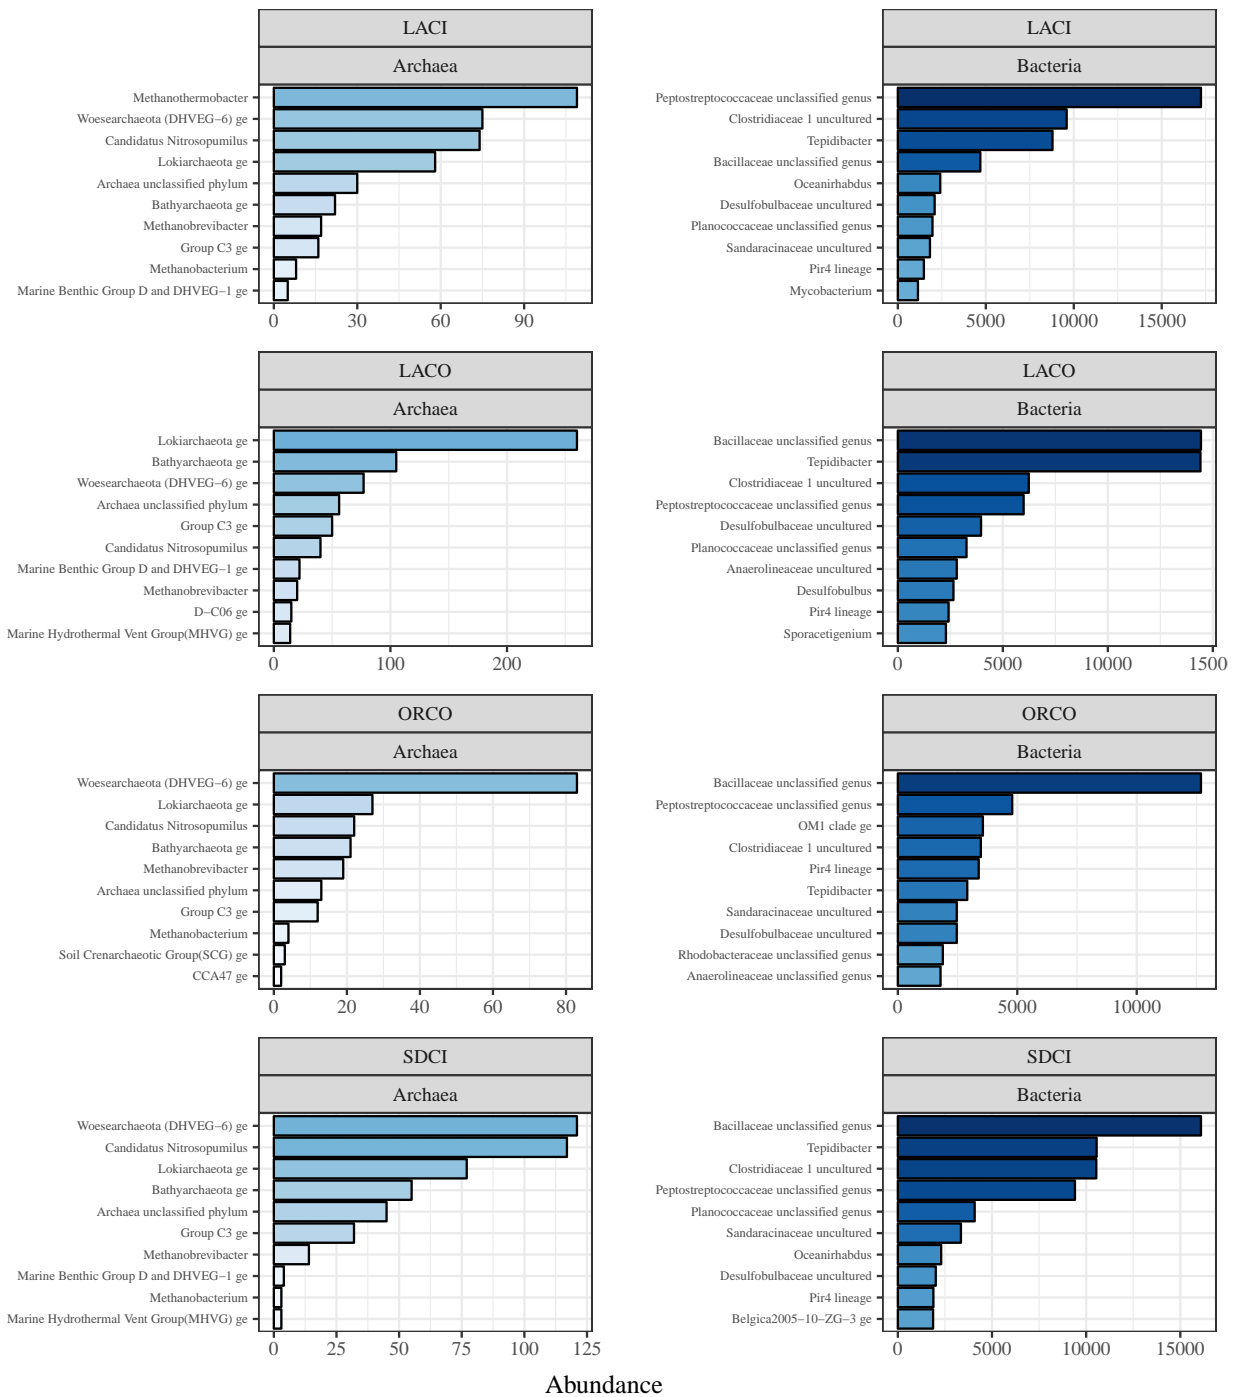 LACI
Archaea
Methanothermobacter
Woesearchaeota (DHVEG−6) ge
Candidatus Nitrosopumilus
Lokiarchaeota ge
Archaea unclassified phylum
Bathyarchaeota ge
Methanobrevibacter
Group C3 ge
Methanobacterium
Marine Benthic Group D and DHVEG−1 ge
0 30 60 90
LACI
Bacteria
Peptostreptococcaceae unclassified genus
Clostridiaceae 1 uncultured
Tepidibacter
Bacillaceae unclassified genus
Oceanirhabdus
Desulfobulbaceae uncultured
Planococcaceae unclassified genus
Sandaracinaceae uncultured
Pir4 lineage
Mycobacterium
0 5000 10000 15000
LACO
Archaea
Lokiarchaeota ge
Bathyarchaeota ge
Woesearchaeota (DHVEG−6) ge
Archaea unclassified phylum
Group C3 ge
Candidatus Nitrosopumilus
Marine Benthic Group D and DHVEG−1 ge
Methanobrevibacter
D−C06 ge
Marine Hydrothermal Vent Group(MHVG) ge
0 100 200
LACO
Bacteria
Bacillaceae unclassified genus
Tepidibacter
Clostridiaceae 1 uncultured
Peptostreptococcaceae unclassified genus
Desulfobulbaceae uncultured
Planococcaceae unclassified genus
Anaerolineaceae uncultured
Desulfobulbus
Pir4 lineage
Sporacetigenium
0 5000 10000 1500
ORCO
Archaea
Woesearchaeota (DHVEG−6) ge
Lokiarchaeota ge
Candidatus Nitrosopumilus
Bathyarchaeota ge
Methanobrevibacter
Archaea unclassified phylum
Group C3 ge
Methanobacterium
Soil Crenarchaeotic Group(SCG) ge
CCA47 ge
0 20 40 60 80
ORCO
Bacteria
Bacillaceae unclassified genus
Peptostreptococcaceae unclassified genus
OM1 clade ge
Clostridiaceae 1 uncultured
Pir4 lineage
Tepidibacter
Sandaracinaceae uncultured
Desulfobulbaceae uncultured
Rhodobacteraceae unclassified genus
Anaerolineaceae unclassified genus
0 5000 10000
SDCI
Archaea
Woesearchaeota (DHVEG−6) ge
Candidatus Nitrosopumilus
Lokiarchaeota ge
Bathyarchaeota ge
Archaea unclassified phylum
Group C3 ge
Methanobrevibacter
Marine Benthic Group D and DHVEG−1 ge
Methanobacterium
Marine Hydrothermal Vent Group(MHVG) ge
0 25 50 75 100 125
SDCI
Bacteria
Bacillaceae unclassified genus
Tepidibacter
Clostridiaceae 1 uncultured
Peptostreptococcaceae unclassified genus
Planococcaceae unclassified genus
Sandaracinaceae uncultured
Oceanirhabdus
Desulfobulbaceae uncultured
Pir4 lineage
Belgica2005−10−ZG−3 ge
0 5000 10000 15000
Abundance